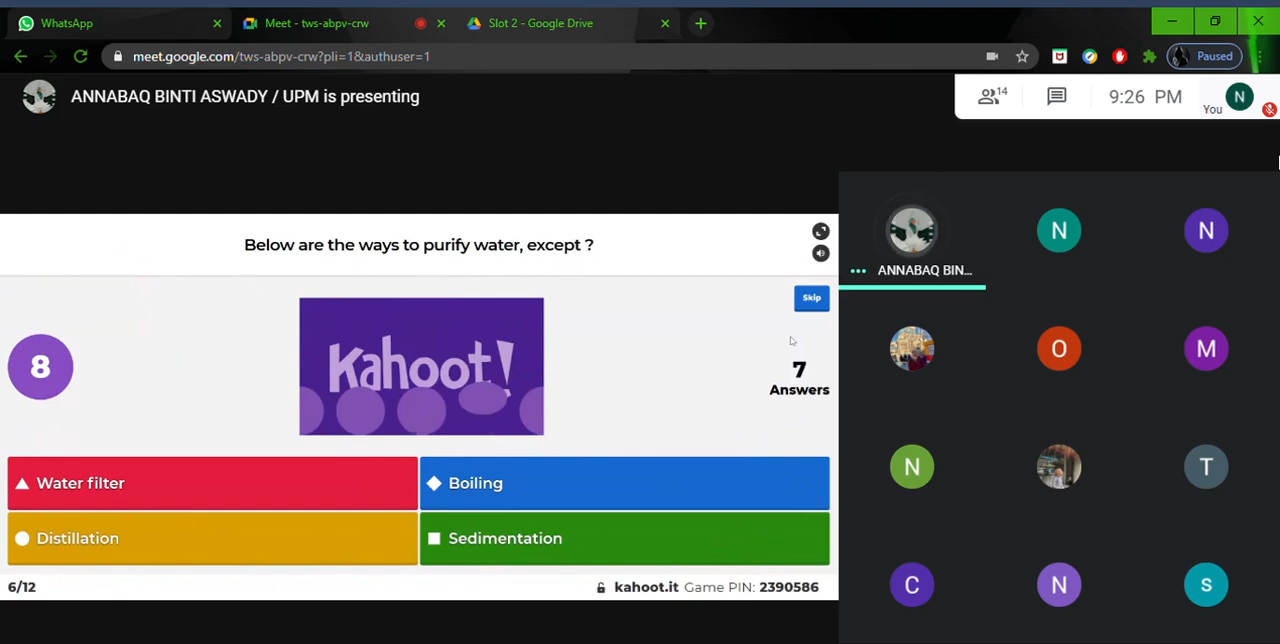 WhatsApp
Meet - tws-abpv-crw
Slot 2 - Google Drive
meet.google.com/tws-abpv-crw?pli=1&authuser=1
Paused
ANNABAQ BINTI ASWADY / UPM is presenting
14
9:26 PM
You
N
Below are the ways to purify water, except ?
Skip
8
Kahoot!
7
Answers
Water filter
Boiling
Distillation
Sedimentation
6/12
kahoot.it Game PIN: 2390586
N
N
ANNABAQ BIN...
O
M
N
T
C
N
s